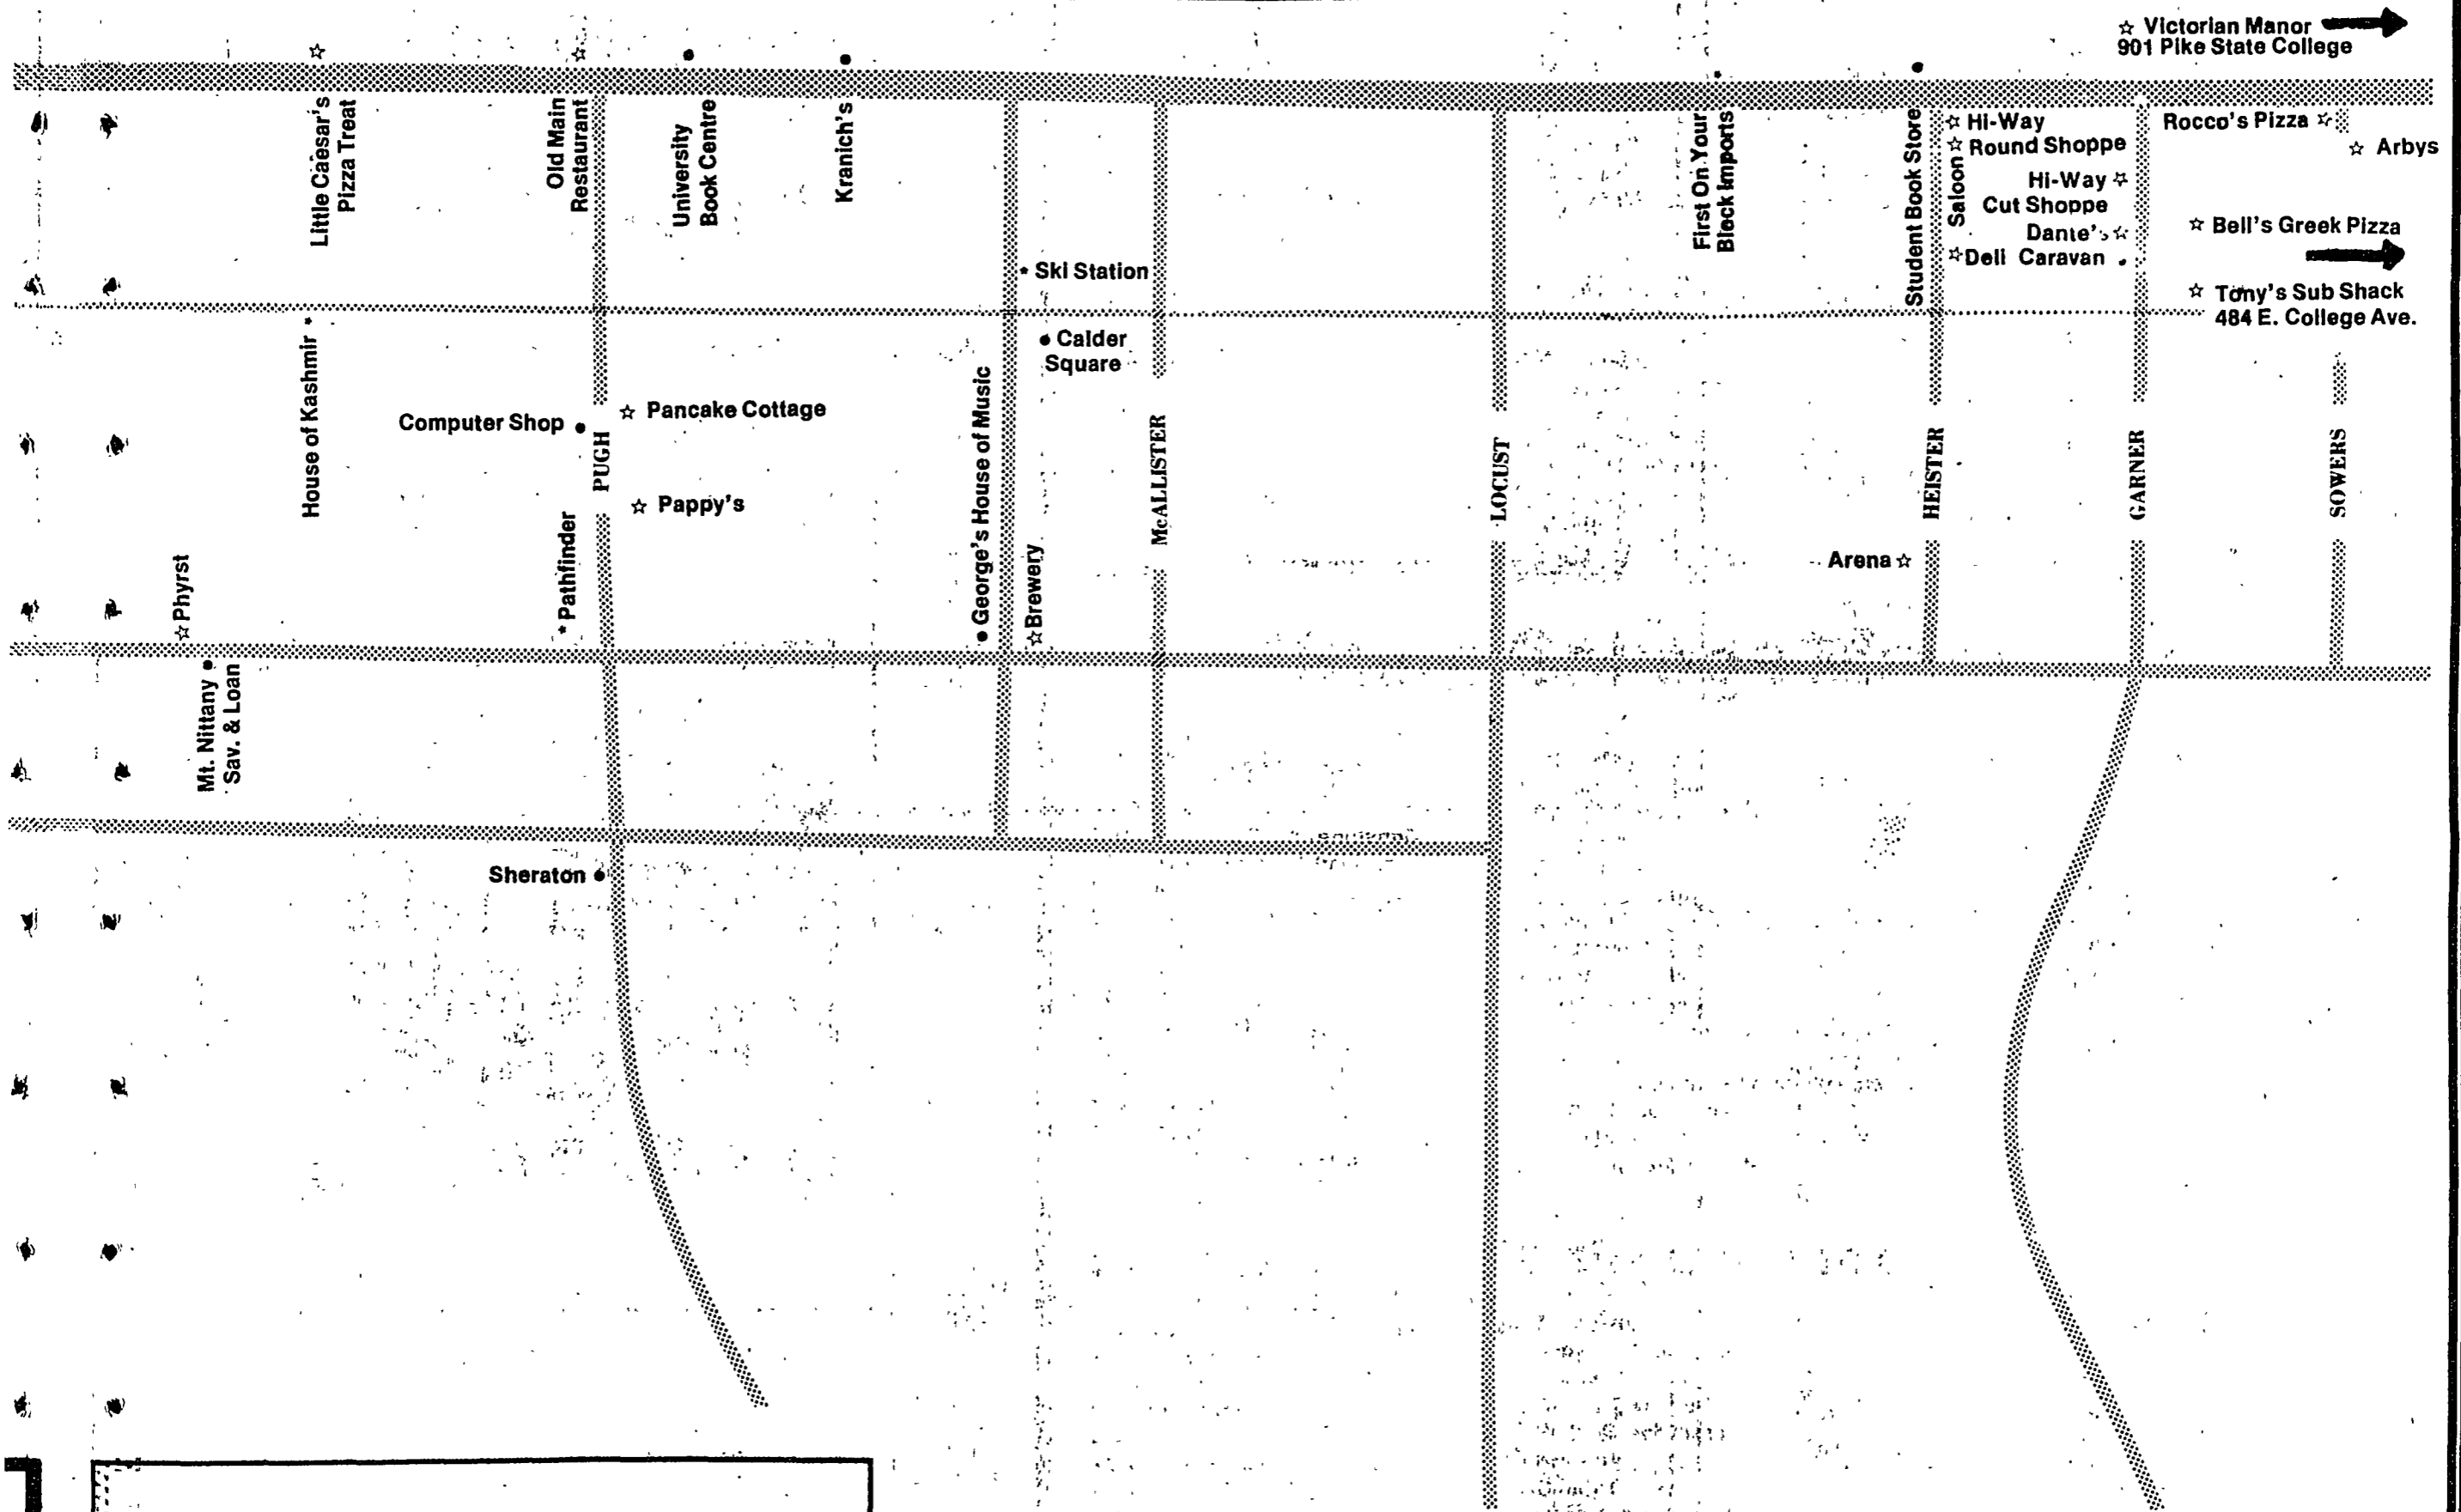 ☆ Victorian Manor
901 Pike State College
Little Caesar's
Pizza Treat
Old Main
Restaurant
University
Book Centre
Kranich's
First On Your
Block Imports
Student Book Store
Saloon
☆ Hi-Way
☆ Round Shoppe
Hi-Way ☆
Cut Shoppe
Dante's ☆
☆ Deli Caravan
Rocco's Pizza ☆
☆ Arbys
☆ Bell's Greek Pizza
☆ Tony's Sub Shack
484 E. College Ave.
* Ski Station
● Calder
Square
House of Kashmir *
Computer Shop ●
☆ Pancake Cottage
PUGH
☆ Pappy's
* Pathfinder
☆ Phyrst
● George's House of Music
☆ Brewery
McALLISTER
LOCUST
HEISTER
GARNER
SOWERS
Arena ☆
Mt. Nittany ●
Sav. & Loan
Sheraton ●